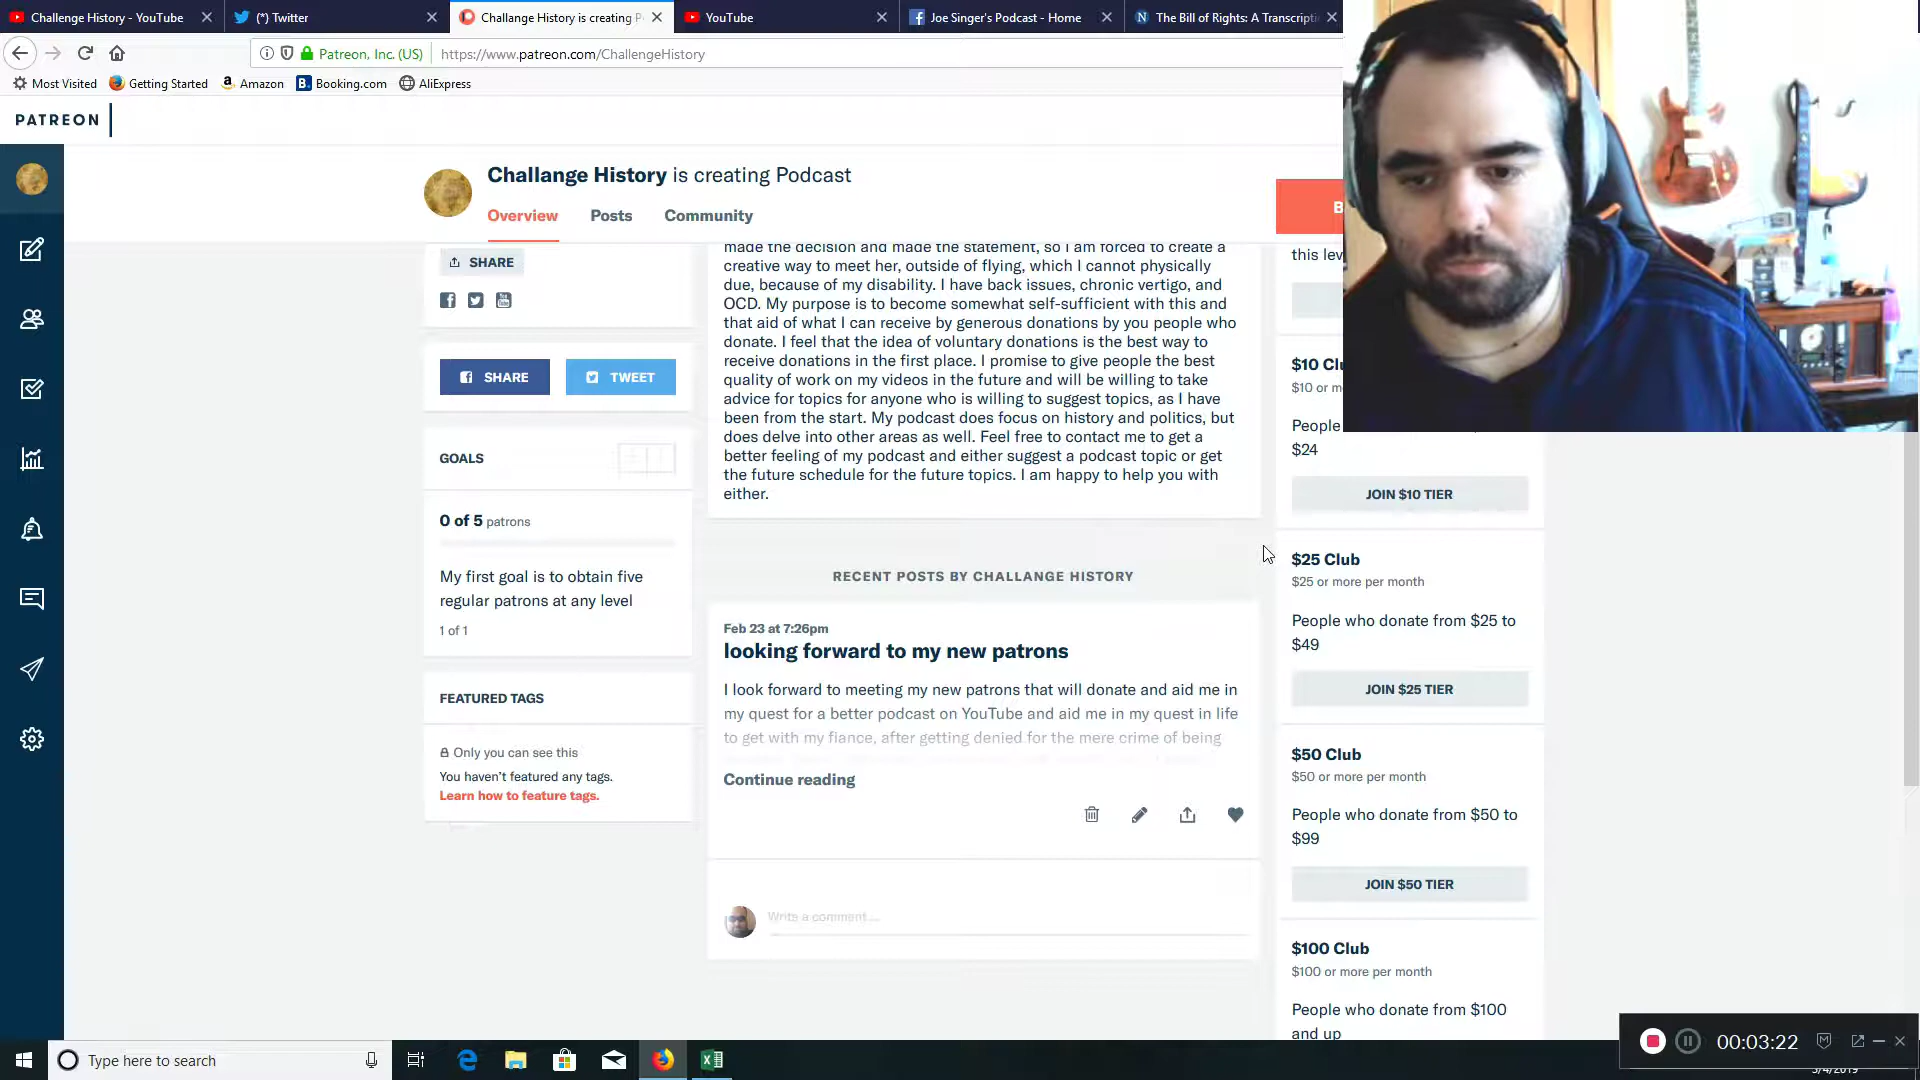 Challenge History - YouTube
(*) Twitter
Challange History is creating P
YouTube
Joe Singer's Podcast - Home
The Bill of Rights: A Transcripti
Patreon, Inc. (US)
https://www.patreon.com/ChallengeHistory
Most Visited
Getting Started
Amazon
Booking.com
AliExpress
PATREON
Challange History is creating Podcast
Overview
Posts
Community
B
SHARE
SHARE
TWEET
GOALS
0 of 5 patrons
My first goal is to obtain five
regular patrons at any level
1 of 1
FEATURED TAGS
Only you can see this
You haven't featured any tags.
Learn how to feature tags.
made the decision and made the statement, so I am forced to create a
creative way to meet her, outside of flying, which I cannot physically
due, because of my disability. I have back issues, chronic vertigo, and
OCD. My purpose is to become somewhat self-sufficient with this and
that aid of what I can receive by generous donations by you people who
donate. I feel that the idea of voluntary donations is the best way to
receive donations in the first place. I promise to give people the best
quality of work on my videos in the future and will be willing to take
advice for topics for anyone who is willing to suggest topics, as I have
been from the start. My podcast does focus on history and politics, but
does delve into other areas as well. Feel free to contact me to get a
better feeling of my podcast and either suggest a podcast topic or get
the future schedule for the future topics. I am happy to help you with
either.
RECENT POSTS BY CHALLANGE HISTORY
Feb 23 at 7:26pm
looking forward to my new patrons
I look forward to meeting my new patrons that will donate and aid me in
my quest for a better podcast on YouTube and aid me in my quest in life
to get with my fiance, after getting denied for the mere crime of being
Continue reading
Write a comment...
this lev
$10 Cl
$10 or m
People
$24
JOIN $10 TIER
$25 Club
$25 or more per month
People who donate from $25 to
$49
JOIN $25 TIER
$50 Club
$50 or more per month
People who donate from $50 to
$99
JOIN $50 TIER
$100 Club
$100 or more per month
People who donate from $100
and up
Type here to search
00:03:22
3/4/2019